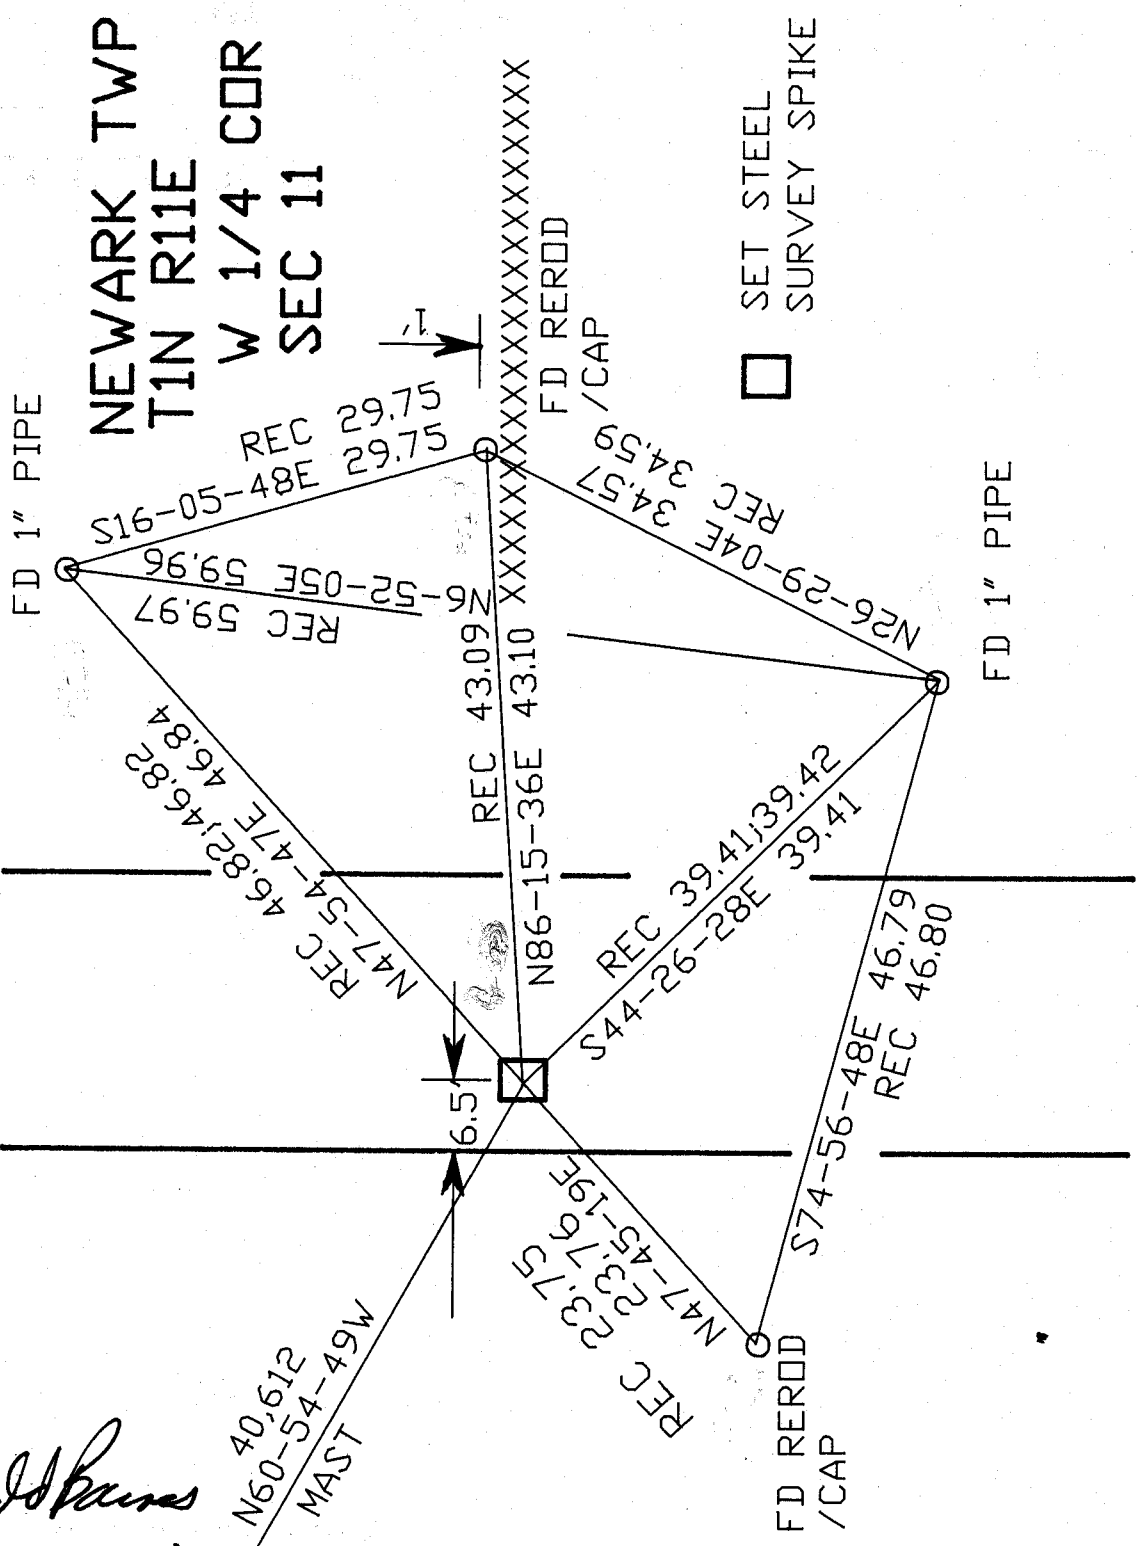 NEWARK TWP
T1N R11E
W 1/4 COR
SEC 11
FD 1" PIPE
REC 29.75
S16-05-48E 29.75
N6-52-05E 59.96
REC 59.97
1'
FD REROD
/CAP
SET STEEL
SURVEY SPIKE
REC 46.82;46.82
N47-54-47E 46.84
REC 43.09
N86-15-36E 43.10
N26-29-04E 34.57
REC 34.59
FD 1" PIPE
REC 39.41;39.42
S44-26-28E 39.41
6.5'
S74-56-48E 46.79
REC 46.80
REC 23.75
23.76
N47-45-19E
40,612
N60-54-49W
MAST
FD REROD
/CAP